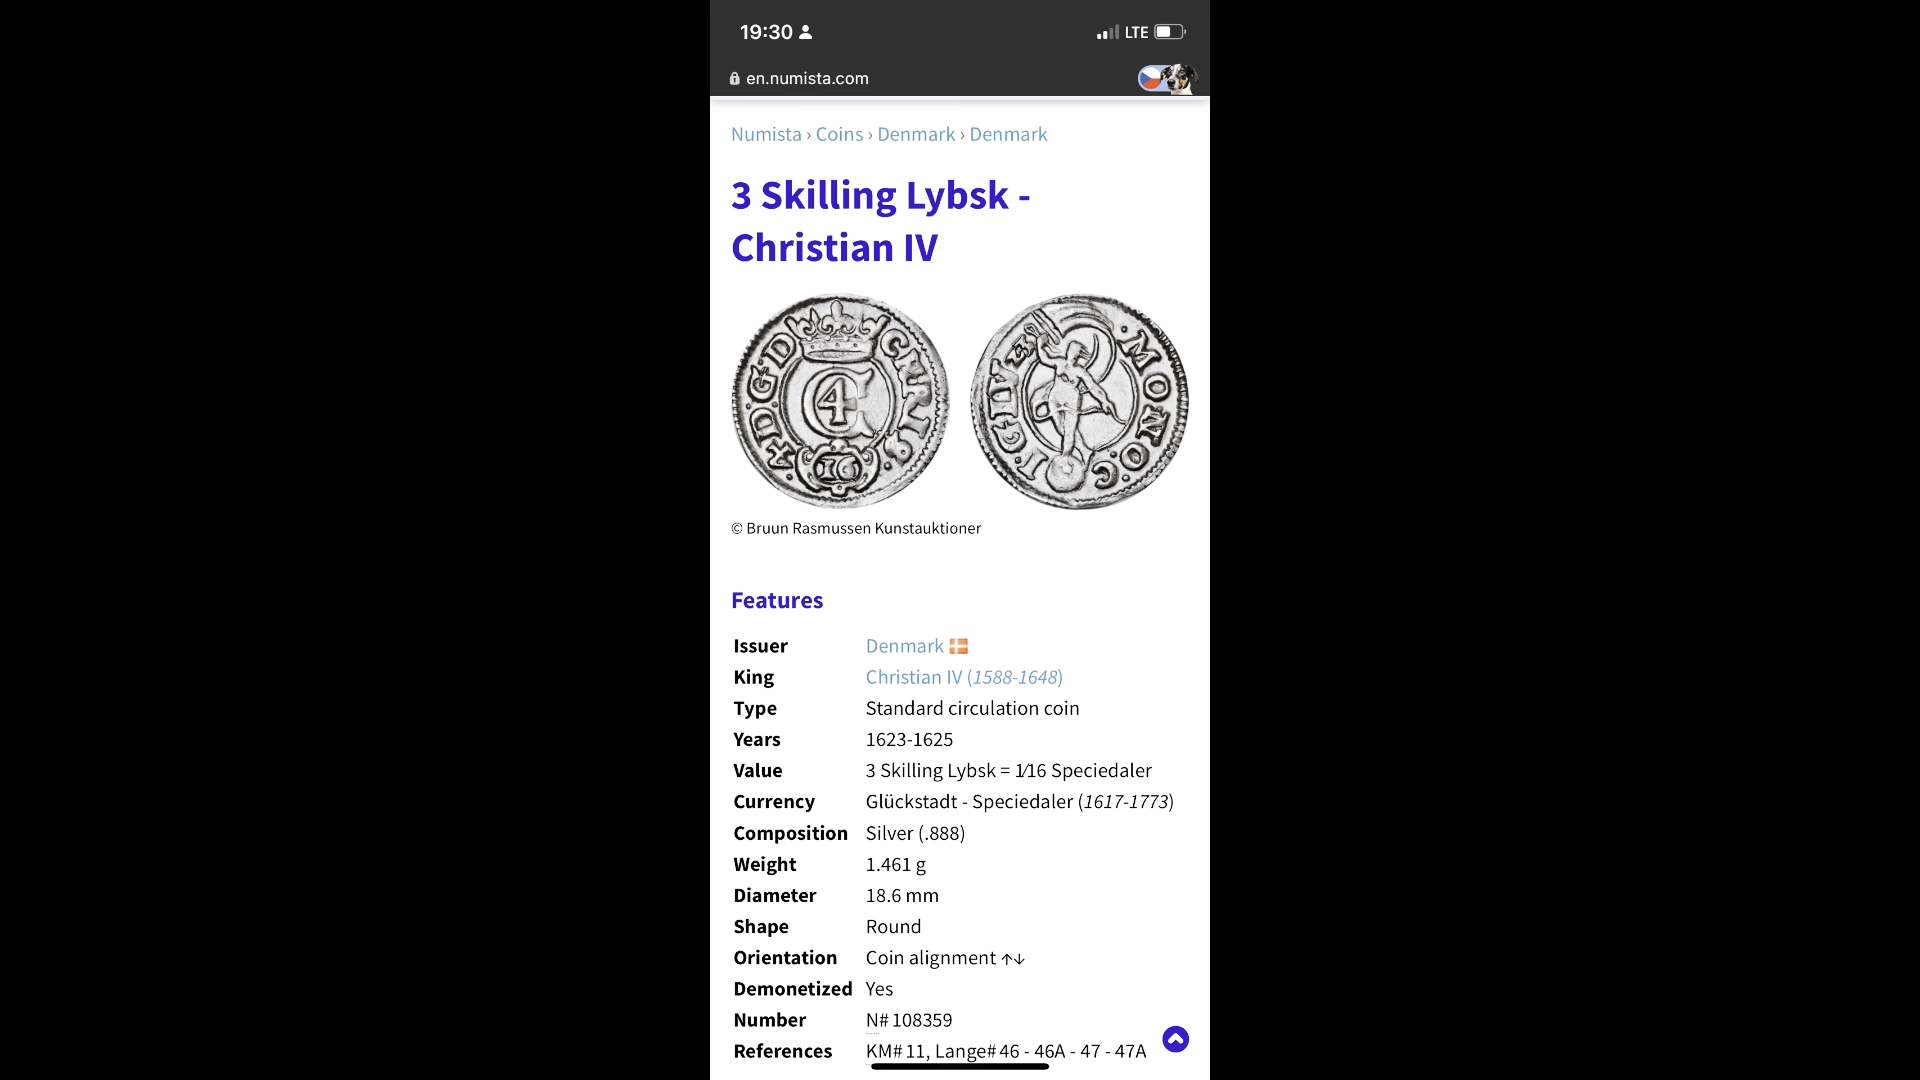 19:30
LTE
en.numista.com
Numista › Coins › Denmark › Denmark
3 Skilling Lybsk -
Christian IV
© Bruun Rasmussen Kunstauktioner
Features
Issuer Denmark
King Christian IV (1588-1648)
Type Standard circulation coin
Years 1623-1625
Value 3 Skilling Lybsk = 1⁄16 Speciedaler
Currency Glückstadt - Speciedaler (1617-1773)
Composition Silver (.888)
Weight 1.461 g
Diameter 18.6 mm
Shape Round
Orientation Coin alignment ↑↓
Demonetized Yes
Number N# 108359
References KM# 11, Lange# 46 - 46A - 47 - 47A